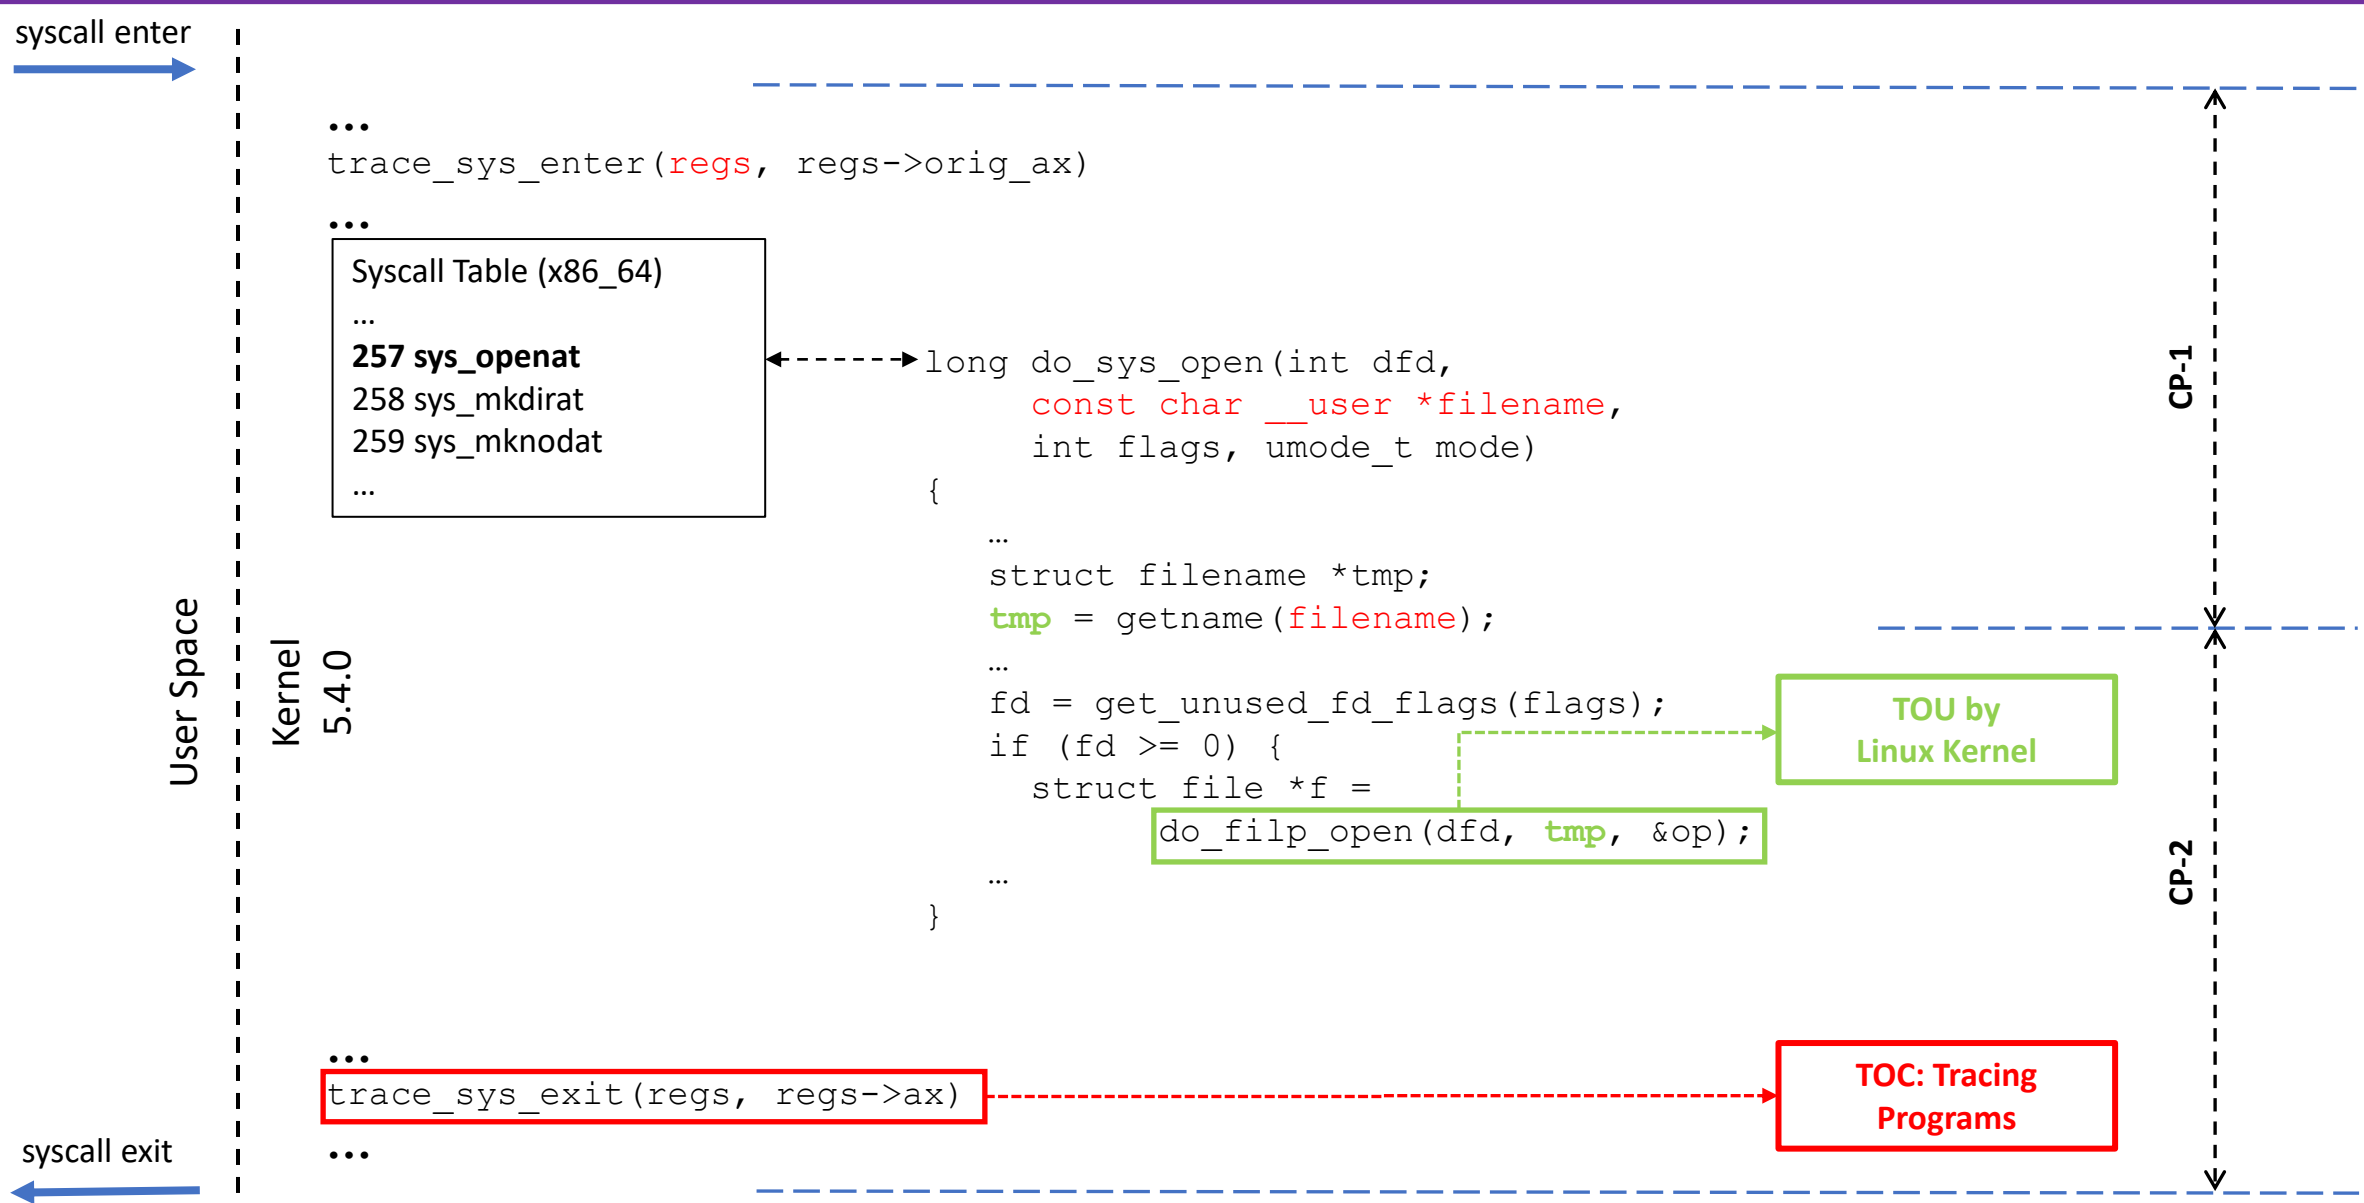 syscall enter
...
trace_sys_enter(regs, regs->orig_ax)
...
Syscall Table (x86_64)
...
257 sys_openat
258 sys_mkdirat
259 sys_mknodat
...
long do_sys_open(int dfd,
const char __user *filename,
int flags, umode_t mode)
{
...
struct filename *tmp;
tmp = getname(filename);
...
fd = get_unused_fd_flags(flags);
if (fd >= 0) {
struct file *f =
do_filp_open(dfd, tmp, &op);
...
}
CP-1
User Space
Kernel
5.4.0
TOU by
Linux Kernel
CP-2
...
trace_sys_exit(regs, regs->ax)
...
TOC: Tracing
Programs
syscall exit